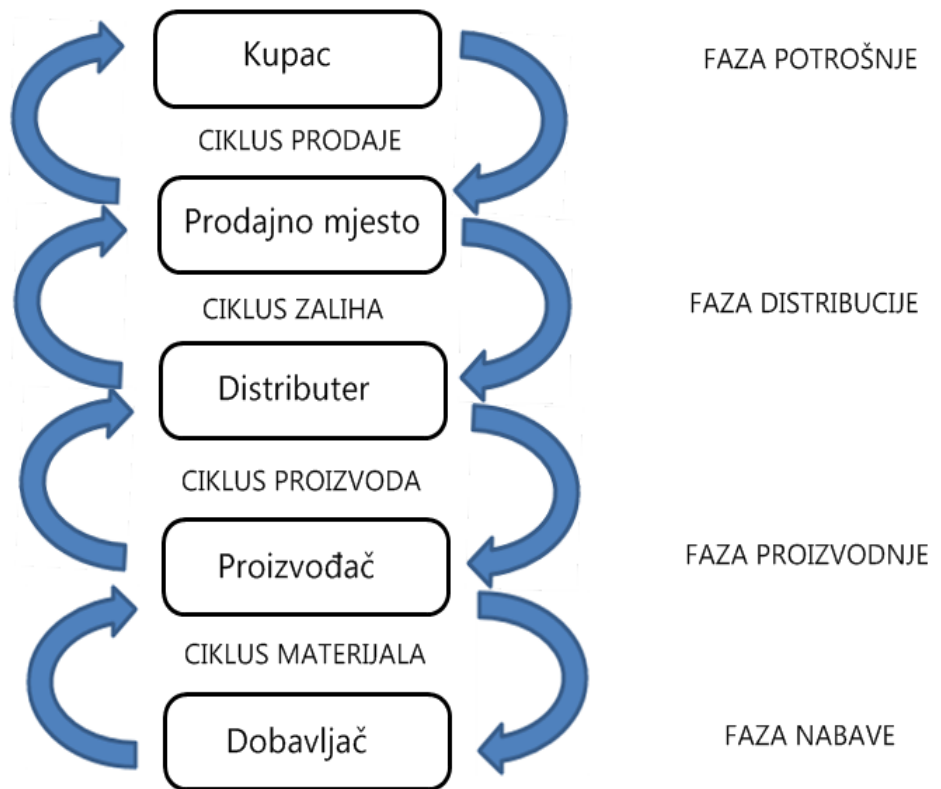 Kupac
FAZA POTROŠNJE
CIKLUS PRODAJE
Prodajno mjesto
CIKLUS ZALIHA
FAZA DISTRIBUCIJE
Distributer
CIKLUS PROIZVODA
Proizvođač
FAZA PROIZVODNJE
CIKLUS MATERIJALA
Dobavljač
FAZA NABAVE